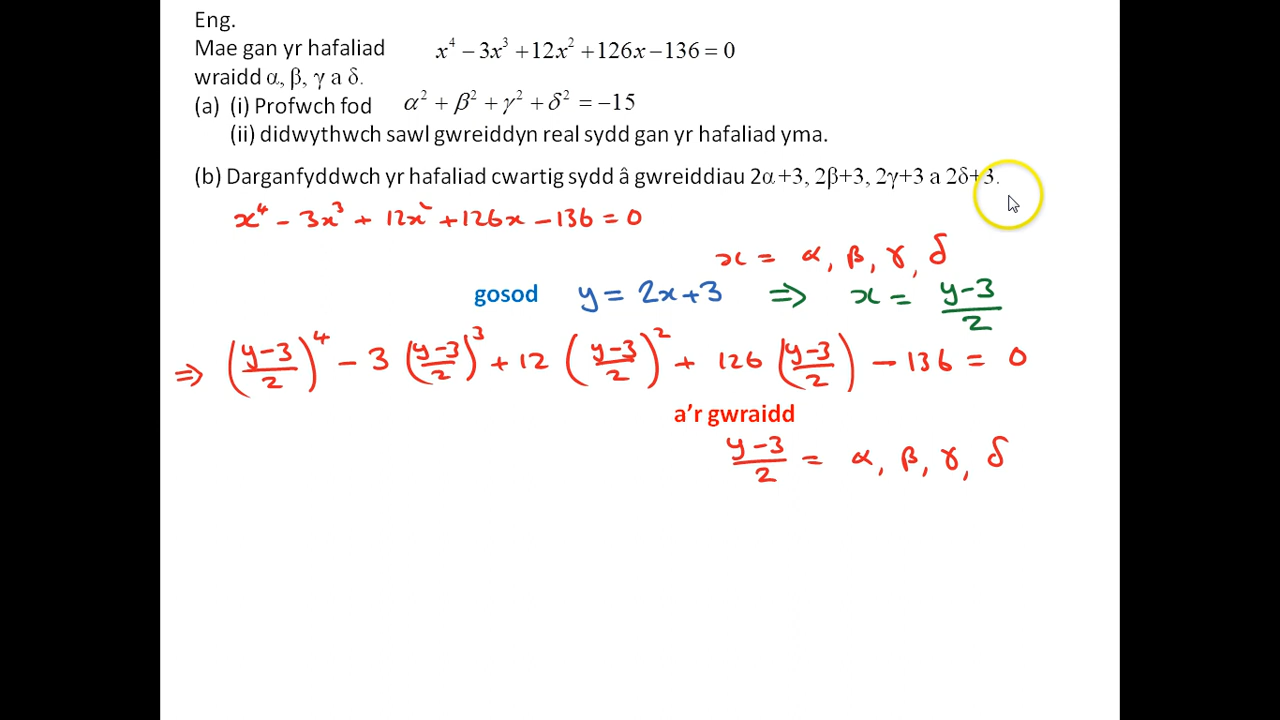 Eng.
Mae gan yr hafaliad x⁴ − 3x³ + 12x² + 126x − 136 = 0
wraidd α, β, γ a δ.
(a) (i) Profwch fod α² + β² + γ² + δ² = −15
(ii) didwythwch sawl gwreiddyn real sydd gan yr hafaliad yma.
(b) Darganfyddwch yr hafaliad cwartig sydd â gwreiddiau 2α+3, 2β+3, 2γ+3 a 2δ+3.
x⁴ − 3x³ + 12x² + 126x − 136 = 0
x = α, β, γ, δ
gosod y = 2x+3 ⇒ x = (y−3)/2
⇒ ((y−3)/2)⁴ − 3((y−3)/2)³ + 12((y−3)/2)² + 126((y−3)/2) − 136 = 0
a'r gwraidd
(y−3)/2 = α, β, γ, δ